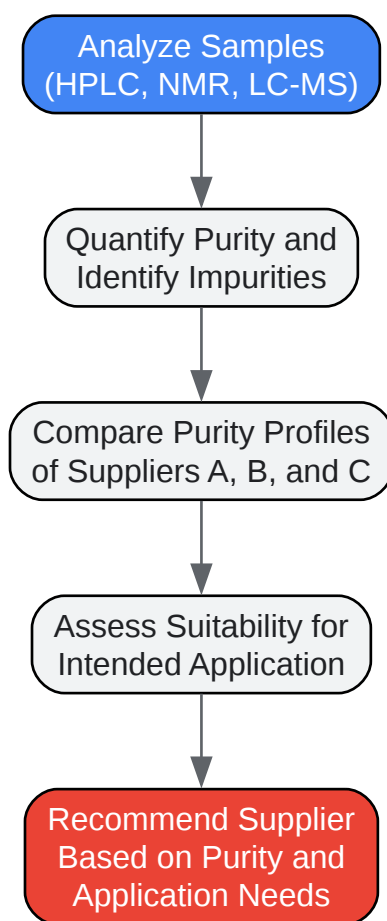 Analyze Samples
(HPLC, NMR, LC-MS)
Quantify Purity and
Identify Impurities
Compare Purity Profiles
of Suppliers A, B, and C
Assess Suitability for
Intended Application
Recommend Supplier
Based on Purity and
Application Needs